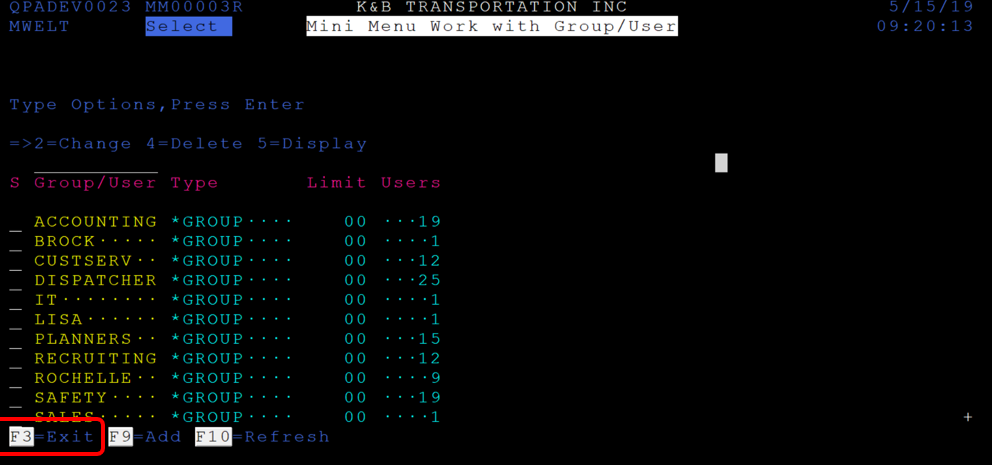 QPADEV0023 MM00003R K&B TRANSPORTATION INC 5/15/19
MWELT Select Mini Menu Work with Group/User 09:20:13
Type Options,Press Enter
=>2=Change 4=Delete 5=Display
S Group/User Type Limit Users
_ ACCOUNTING *GROUP···· 00 ···19
_ BROCK····· *GROUP···· 00 ····1
_ CUSTSERV·· *GROUP···· 00 ···12
_ DISPATCHER *GROUP···· 00 ···25
_ IT········ *GROUP···· 00 ····1
_ LISA······ *GROUP···· 00 ····1
_ PLANNERS·· *GROUP···· 00 ···15
_ RECRUITING *GROUP···· 00 ···12
_ ROCHELLE·· *GROUP···· 00 ····9
_ SAFETY···· *GROUP···· 00 ···19
SALES····· *GROUP···· 00 ····1 +
F3=Exit F9=Add F10=Refresh